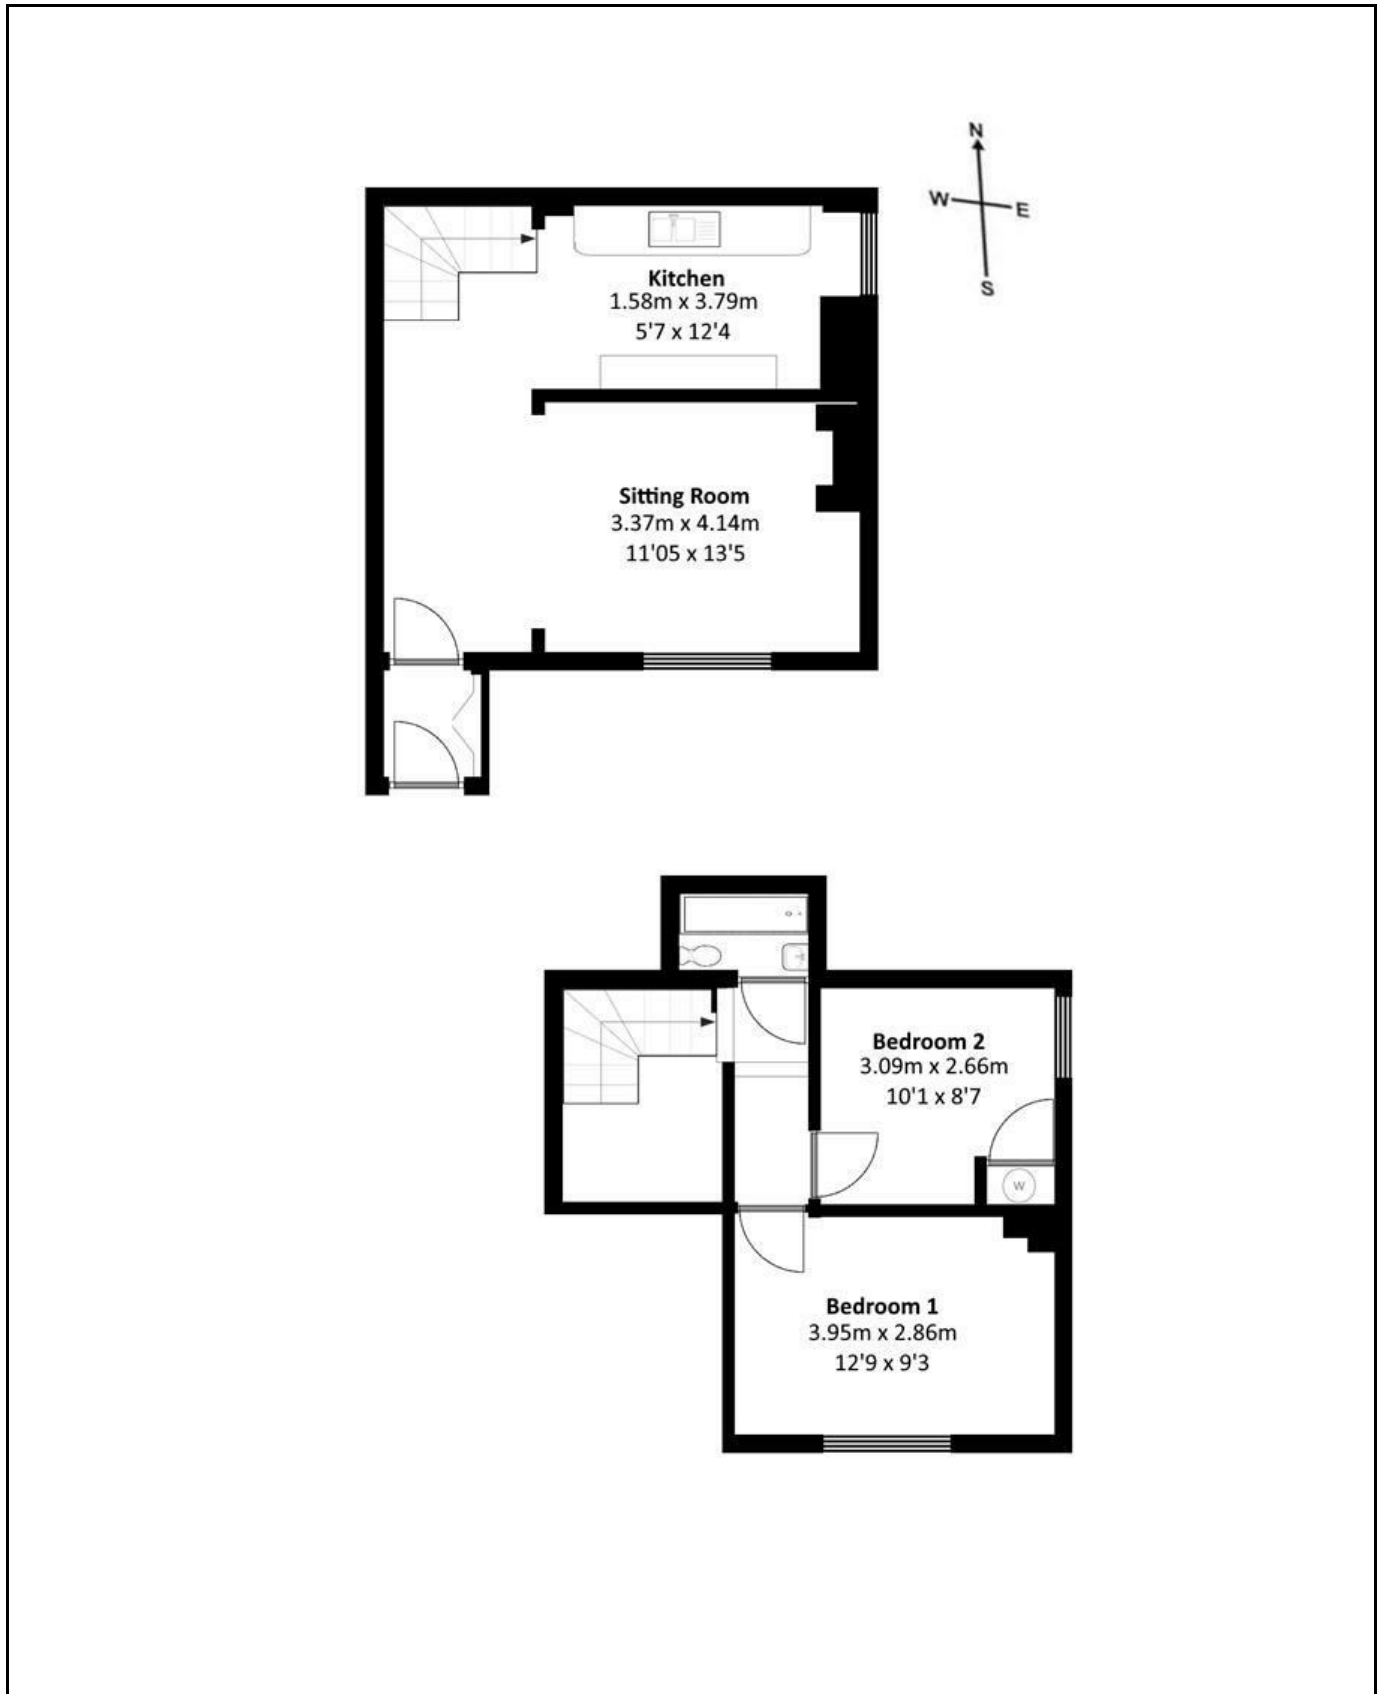 N
W
E
S
Kitchen
1.58m x 3.79m
5'7 x 12'4
Sitting Room
3.37m x 4.14m
11'05 x 13'5
Bedroom 2
3.09m x 2.66m
10'1 x 8'7
W
Bedroom 1
3.95m x 2.86m
12'9 x 9'3